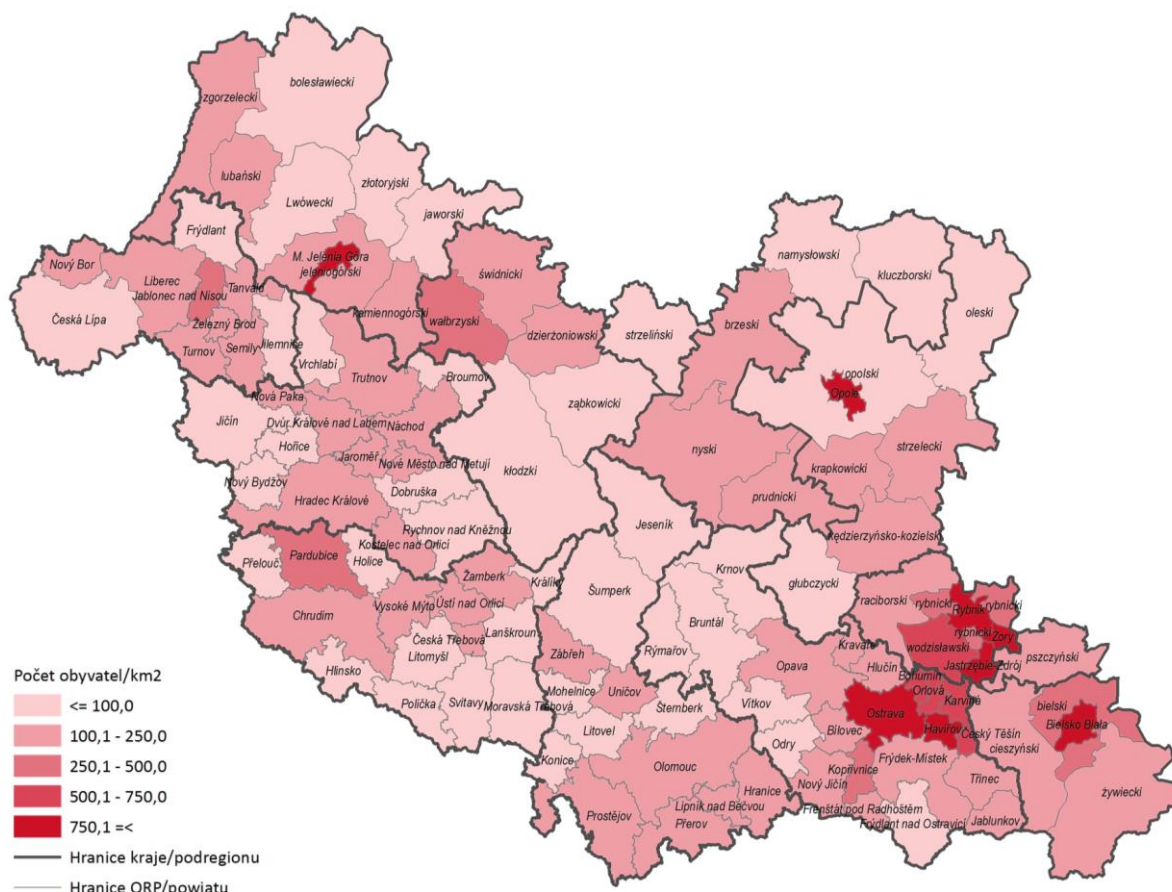 bolesławiecki
zgorzelecki
lubański
złotoryjski
Lwówecki
jaworski
Frýdlant
M. Jelenia Góra
jeleniogórski
świdnicki
namysłowski
kluczborski
oleski
Nový Bor
Liberec
Jablonec nad Nisou
Tanvald
Česká Lípa
Železný Brod
kamiennogórski
wałbrzyski
dzierżoniowski
strzeliński
brzeski
Turnov
Semily
Jilemnice
Vrchlabí
Trutnov
Broumov
opolski
Opole
ząbkowicki
Nová Paka
Jičín
Dvůr Králové nad Labem
Náchod
Hořice
Jaroměř
Nové Město nad Metují
kłodzki
nyski
strzelecki
krapkowicki
Nový Bydžov
Hradec Králové
Dobruška
prudnicki
Rychnov nad Kněžnou
Kostelec nad Orlicí
Jeseník
kędzierzyńsko-kozielsk
Pardubice
Přelouč
Holice
Žamberk
Králíky
Krnov
głubczycki
Šumperk
raciborski
rybnicki
Rybnik
rybnicki
Chrudim
Vysoké Mýto
Ústí nad Orlicí
Lanškroun
Bruntál
rybnicki
Żory
Česká Třebová
Litomyšl
Rýmařov
Kravaře
wodzisławski
pszczyński
Zábřeh
Opava
Hlučín
Jastrzębie-Zdrój
Hlinsko
Bohumín
Polička
Svitavy
Moravská Třebová
Mohelnice
Uničov
Šternberk
Vítkov
Orlová
Karviná
Ostrava
bielski
Bielsko Biała
Litovel
Odry
Bílovec
Havířov
Český Těšín
cieszyński
Konice
Olomouc
Kopřivnice
Frýdek-Místek
Prostějov
Lipník nad Bečvou
Hranice
Nový Jičín
Třinec
żywiecki
Přerov
Frenštát pod Radhoštěm
Frýdlant nad Ostravicí
Jablunkov
Počet obyvatel/km2
<= 100,0
100,1 - 250,0
250,1 - 500,0
500,1 - 750,0
750,1 =<
Hranice kraje/podregionu
Hranice ORP/powiatu